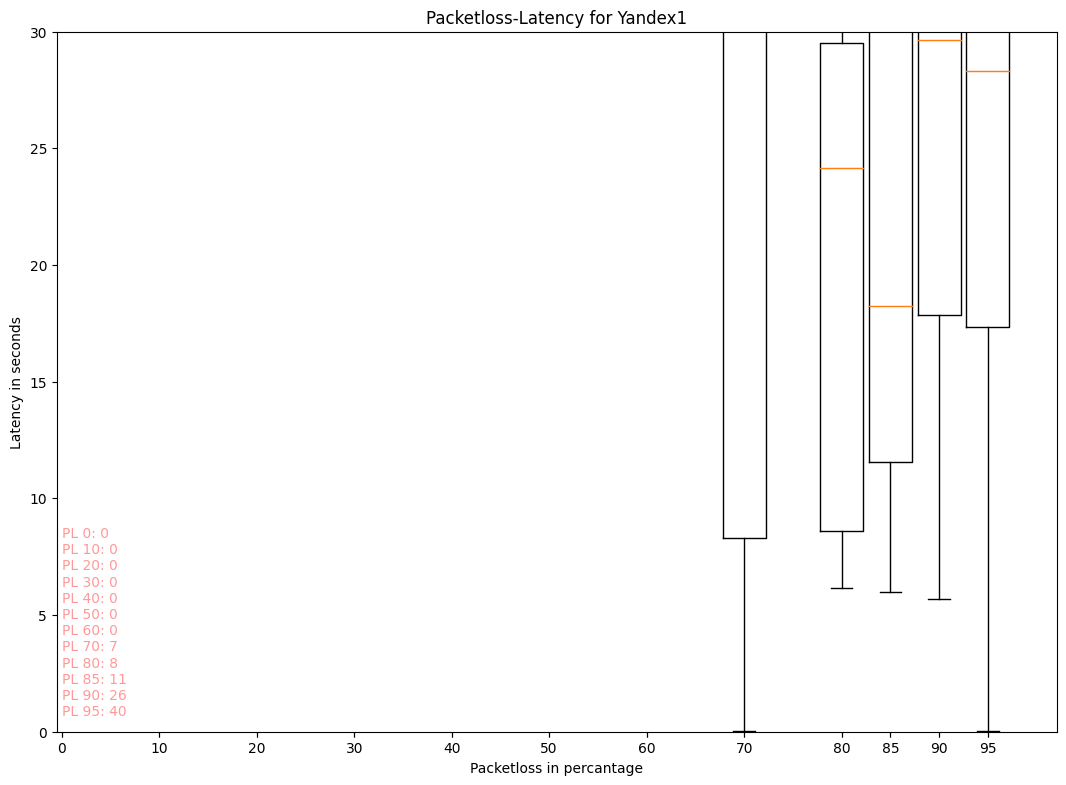 Packetloss-Latency for Yandex1
30
25
20
15
10
5
0
Latency in seconds
PL 0: 0
PL 10: 0
PL 20: 0
PL 30: 0
PL 40: 0
PL 50: 0
PL 60: 0
PL 70: 7
PL 80: 8
PL 85: 11
PL 90: 26
PL 95: 40
0 10 20 30 40 50 60 70 80 85 90 95
Packetloss in percantage